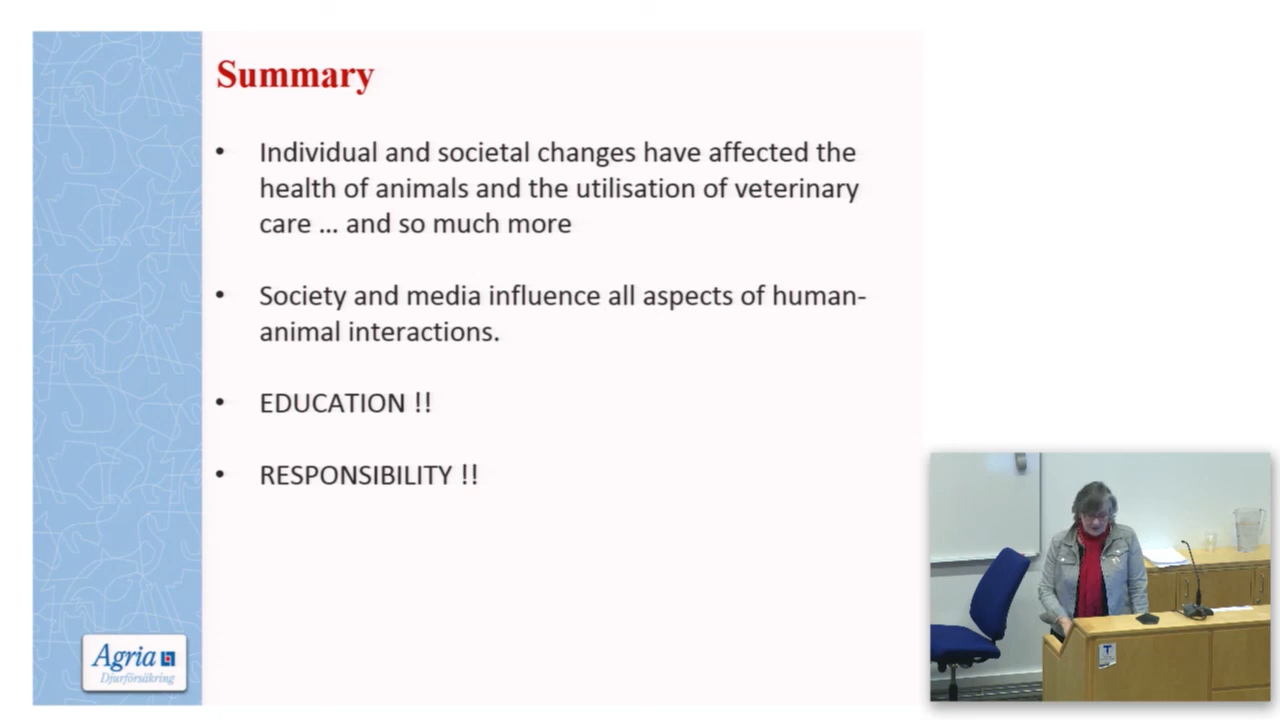 Summary
• Individual and societal changes have affected the
health of animals and the utilisation of veterinary
care ... and so much more
• Society and media influence all aspects of human-
animal interactions.
• EDUCATION !!
• RESPONSIBILITY !!
Agria
Djurförsäkring